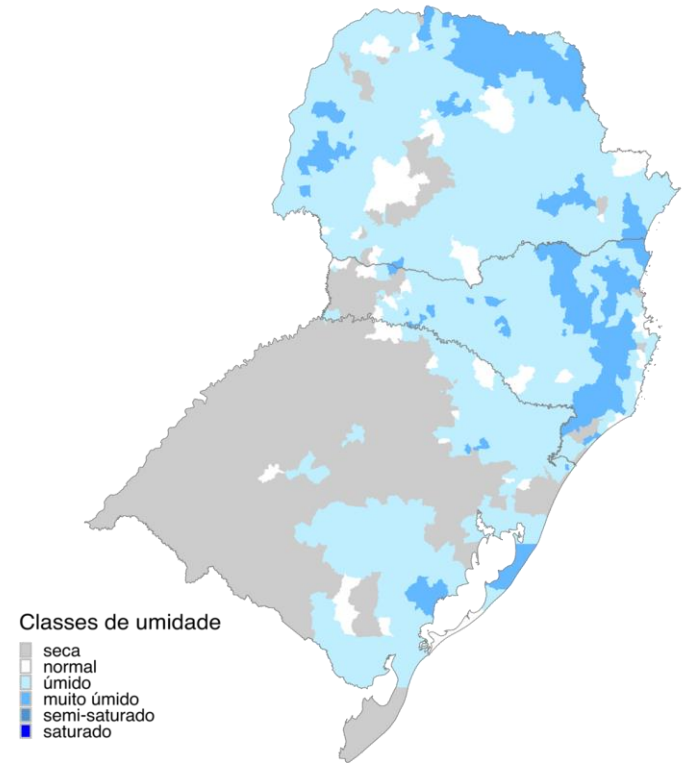 Classes de umidade
seca
normal
úmido
muito úmido
semi-saturado
saturado